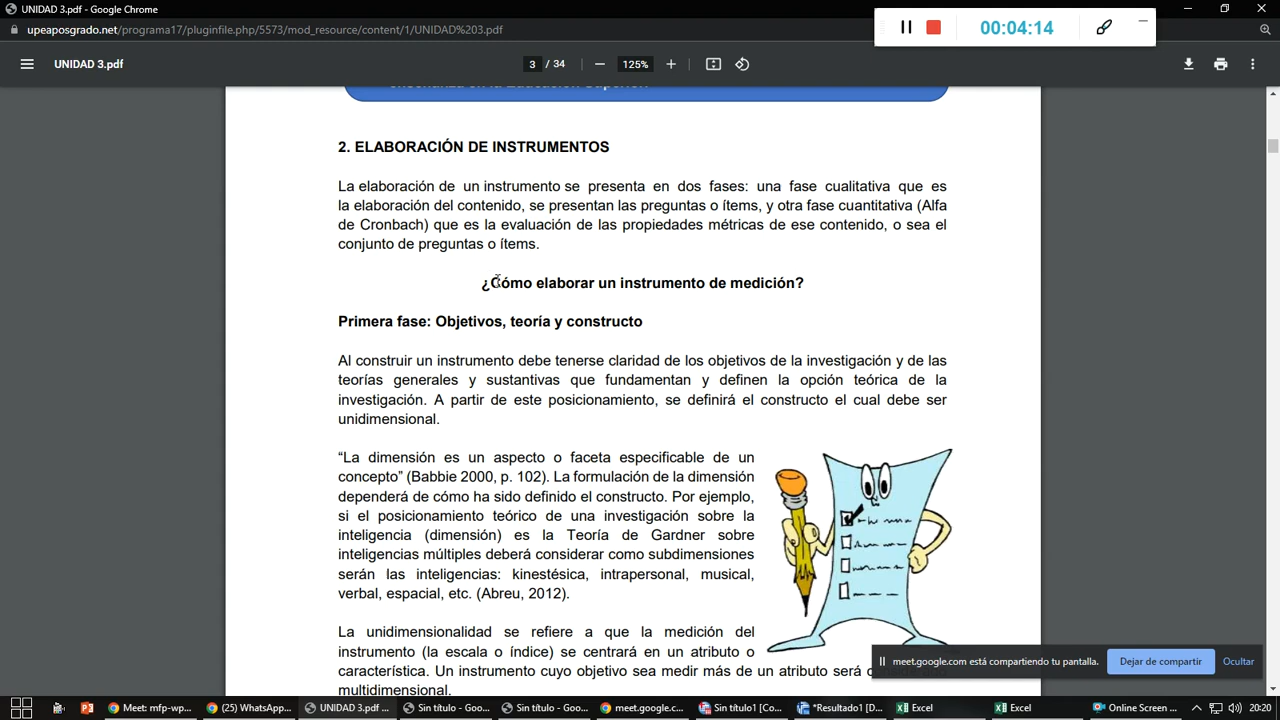 UNIDAD 3.pdf - Google Chrome
upeaposgrado.net/programa17/pluginfile.php/5573/mod_resource/content/1/UNIDAD%203.pdf
00:04:14
UNIDAD 3.pdf
3 / 34
125%
enseñanza en la Educación Superior
2. ELABORACIÓN DE INSTRUMENTOS
La elaboración de un instrumento se presenta en dos fases: una fase cualitativa que es
la elaboración del contenido, se presentan las preguntas o ítems, y otra fase cuantitativa (Alfa
de Cronbach) que es la evaluación de las propiedades métricas de ese contenido, o sea el
conjunto de preguntas o ítems.
¿Cómo elaborar un instrumento de medición?
Primera fase: Objetivos, teoría y constructo
Al construir un instrumento debe tenerse claridad de los objetivos de la investigación y de las
teorías generales y sustantivas que fundamentan y definen la opción teórica de la
investigación. A partir de este posicionamiento, se definirá el constructo el cual debe ser
unidimensional.
“La dimensión es un aspecto o faceta especificable de un
concepto” (Babbie 2000, p. 102). La formulación de la dimensión
dependerá de cómo ha sido definido el constructo. Por ejemplo,
si el posicionamiento teórico de una investigación sobre la
inteligencia (dimensión) es la Teoría de Gardner sobre
inteligencias múltiples deberá considerar como subdimensiones
serán las inteligencias: kinestésica, intrapersonal, musical,
verbal, espacial, etc. (Abreu, 2012).
La unidimensionalidad se refiere a que la medición del
instrumento (la escala o índice) se centrará en un atributo o
característica. Un instrumento cuyo objetivo sea medir más de un atributo será
multidimensional.
meet.google.com está compartiendo tu pantalla.
Dejar de compartir
Ocultar
Meet: mfp-wp...
(25) WhatsApp...
UNIDAD 3.pdf ...
Sin título - Goo...
Sin título - Goo...
meet.google.co...
Sin título1 [Co...
*Resultado1 [D...
Excel
Excel
Online Screen ...
20:20